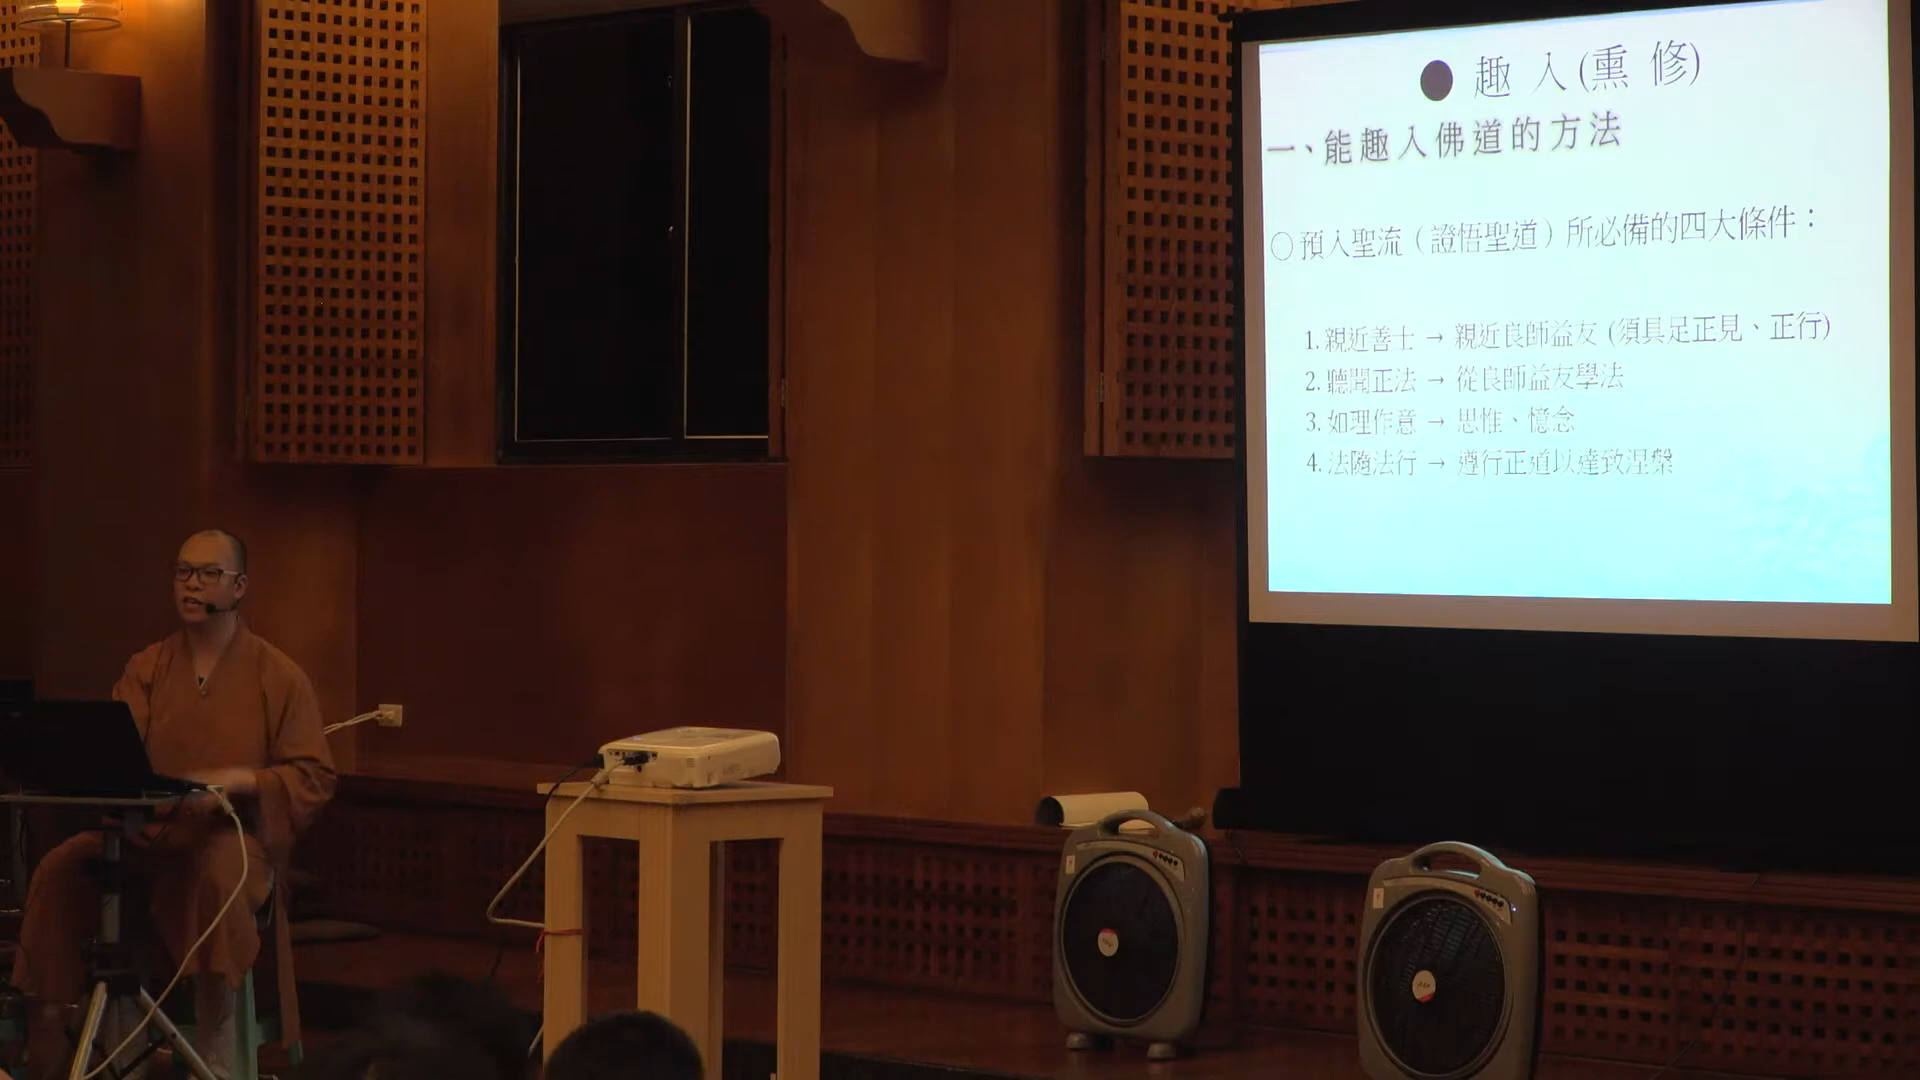 ● 趣入(熏修)
一、能趣入佛道的方法
○預入聖流（證悟聖道）所必備的四大條件：
1. 親近善士 → 親近良師益友 (須具足正見、正行)
2. 聽聞正法 → 從良師益友學法
3. 如理作意 → 思惟、憶念
4. 法隨法行 → 遵行正道以達致涅槃